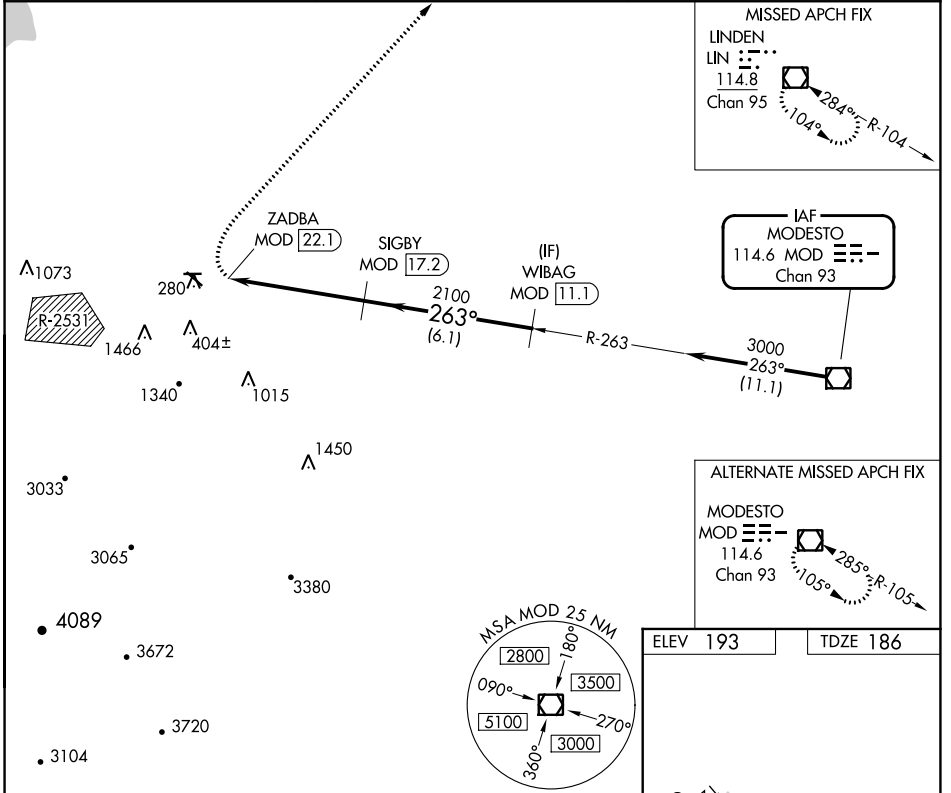 MISSED APCH FIX
LINDEN
LIN
114.8
Chan 95
284°
R-104
104°
ZADBA
MOD 22.1
SIGBY
MOD 17.2
(IF)
WIBAG
MOD 11.1
IAF
MODESTO
114.6 MOD
Chan 93
1073
280
R-2531
1466
404±
1340
1015
2100
263°
(6.1)
R-263
3000
263°
(11.1)
1450
3033
3065
3380
4089
3672
3720
3104
ALTERNATE MISSED APCH FIX
MODESTO
MOD
114.6
Chan 93
285°
R-105
105°
MSA MOD 25 NM
2800
180°
090°
3500
5100
270°
360°
3000
ELEV 193
TDZE 186